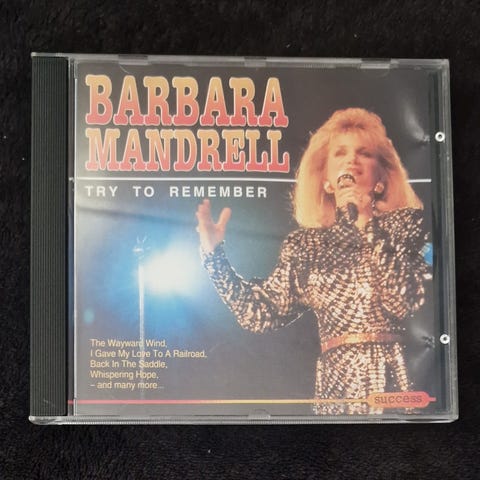 BARBARA
MANDRELL
TRY TO REMEMBER
The Wayward Wind,
I Gave My Love To A Railroad,
Back In The Saddle,
Whispering Hope,
– and many more...
success